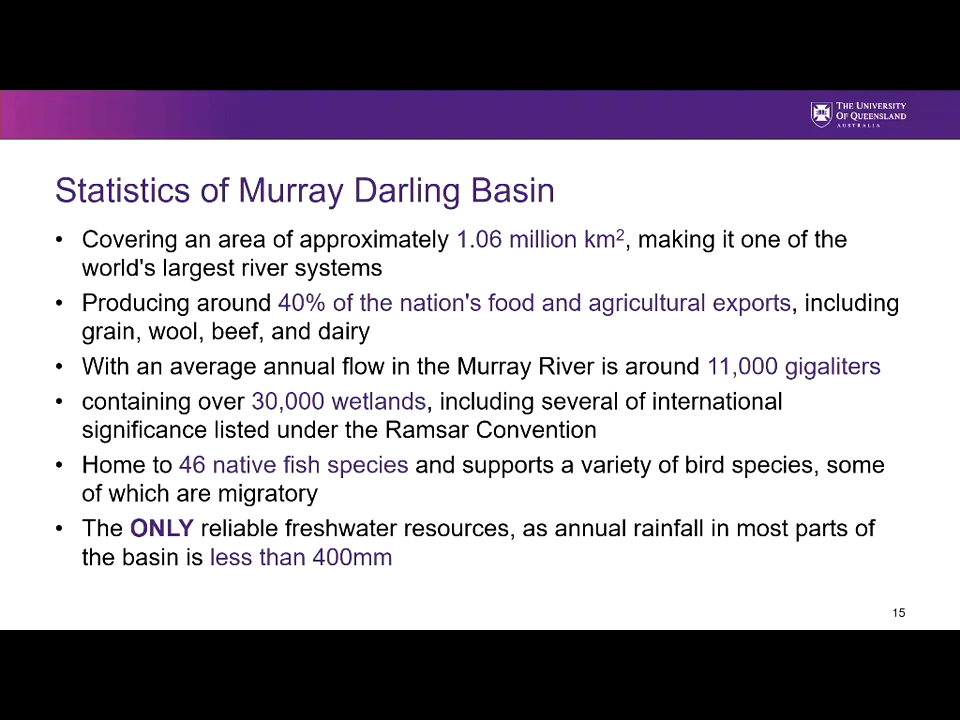 THE UNIVERSITY
OF QUEENSLAND
AUSTRALIA
Statistics of Murray Darling Basin
• Covering an area of approximately 1.06 million km², making it one of the
world's largest river systems
• Producing around 40% of the nation's food and agricultural exports, including
grain, wool, beef, and dairy
• With an average annual flow in the Murray River is around 11,000 gigaliters
• containing over 30,000 wetlands, including several of international
significance listed under the Ramsar Convention
• Home to 46 native fish species and supports a variety of bird species, some
of which are migratory
• The ONLY reliable freshwater resources, as annual rainfall in most parts of
the basin is less than 400mm
15